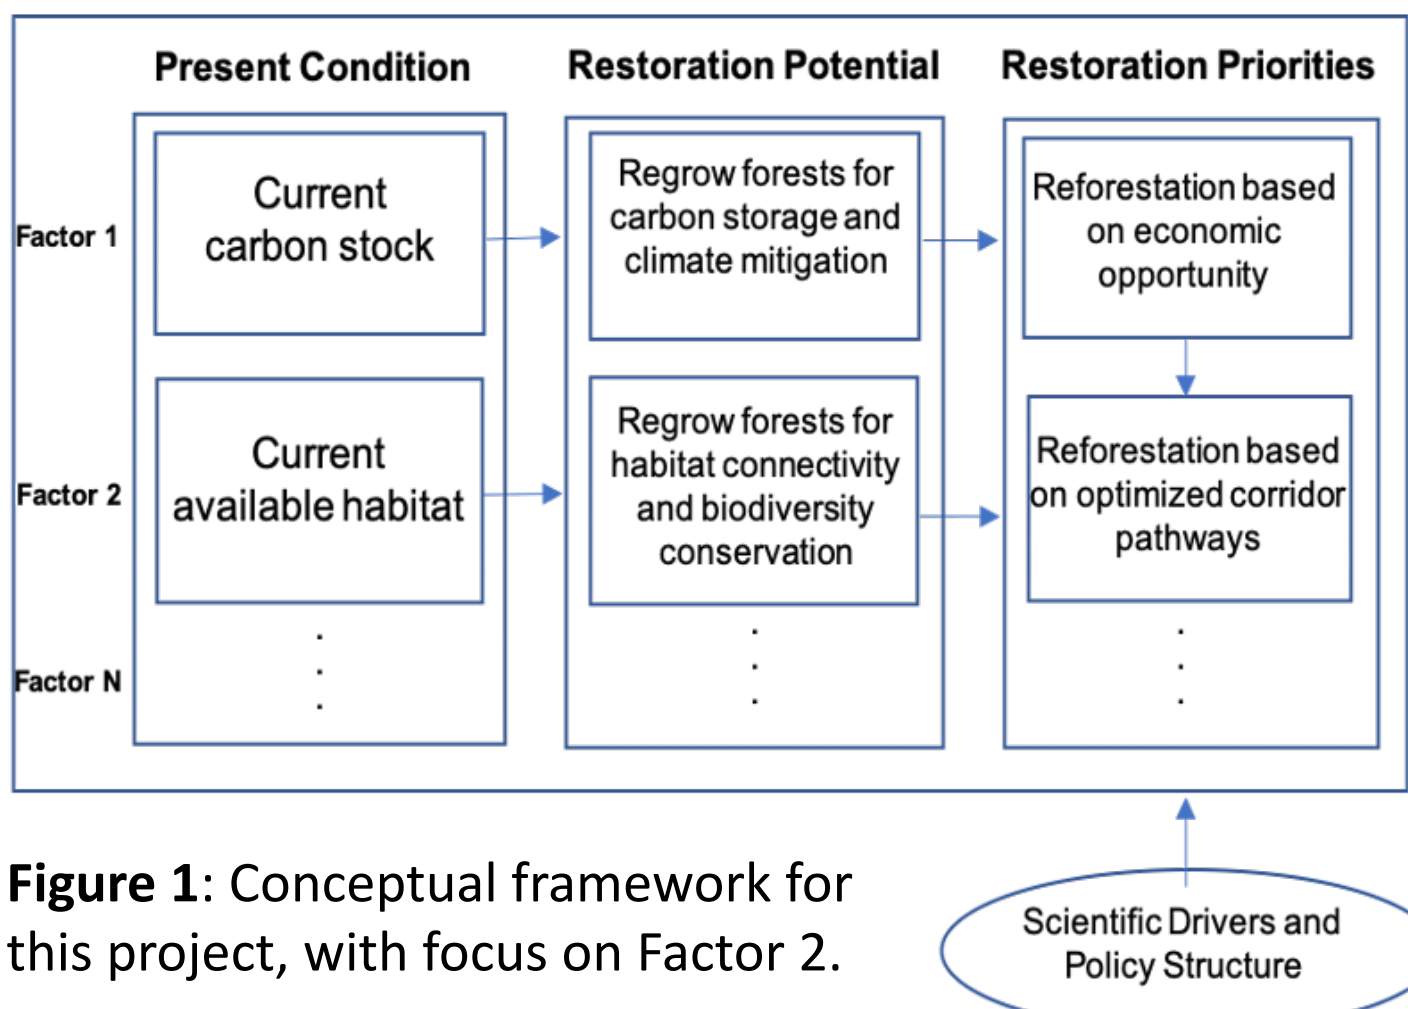 Present Condition
Restoration Potential
Restoration Priorities
Factor 1
Current
carbon stock
Regrow forests for
carbon storage and
climate mitigation
Reforestation based
on economic
opportunity
Factor 2
Current
available habitat
Regrow forests for
habitat connectivity
and biodiversity
conservation
Reforestation based
on optimized corridor
pathways
Factor N
.
.
.
.
.
.
.
.
.
Figure 1: Conceptual framework for
this project, with focus on Factor 2.
Scientific Drivers and
Policy Structure